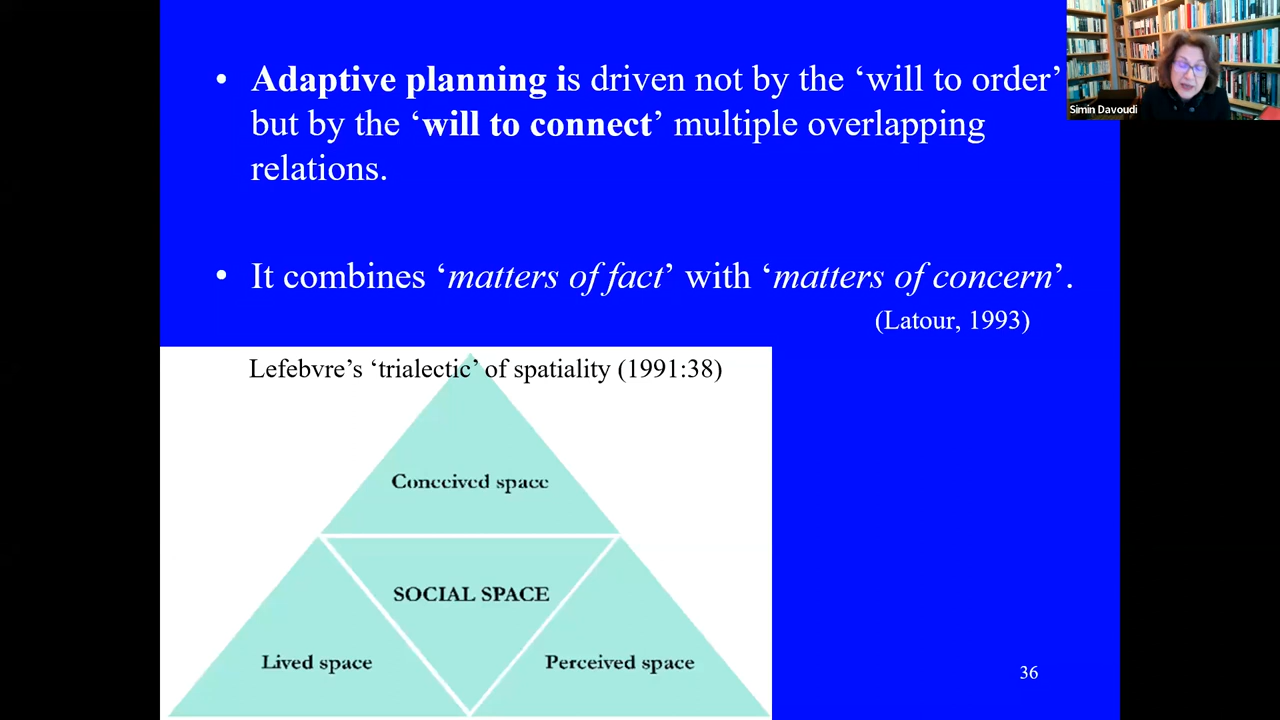 • Adaptive planning is driven not by the ‘will to order’
but by the ‘will to connect’ multiple overlapping
relations.
• It combines ‘matters of fact’ with ‘matters of concern’.
(Latour, 1993)
Lefebvre’s ‘trialectic’ of spatiality (1991:38)
Conceived space
SOCIAL SPACE
Lived space
Perceived space
36
Simin Davoudi